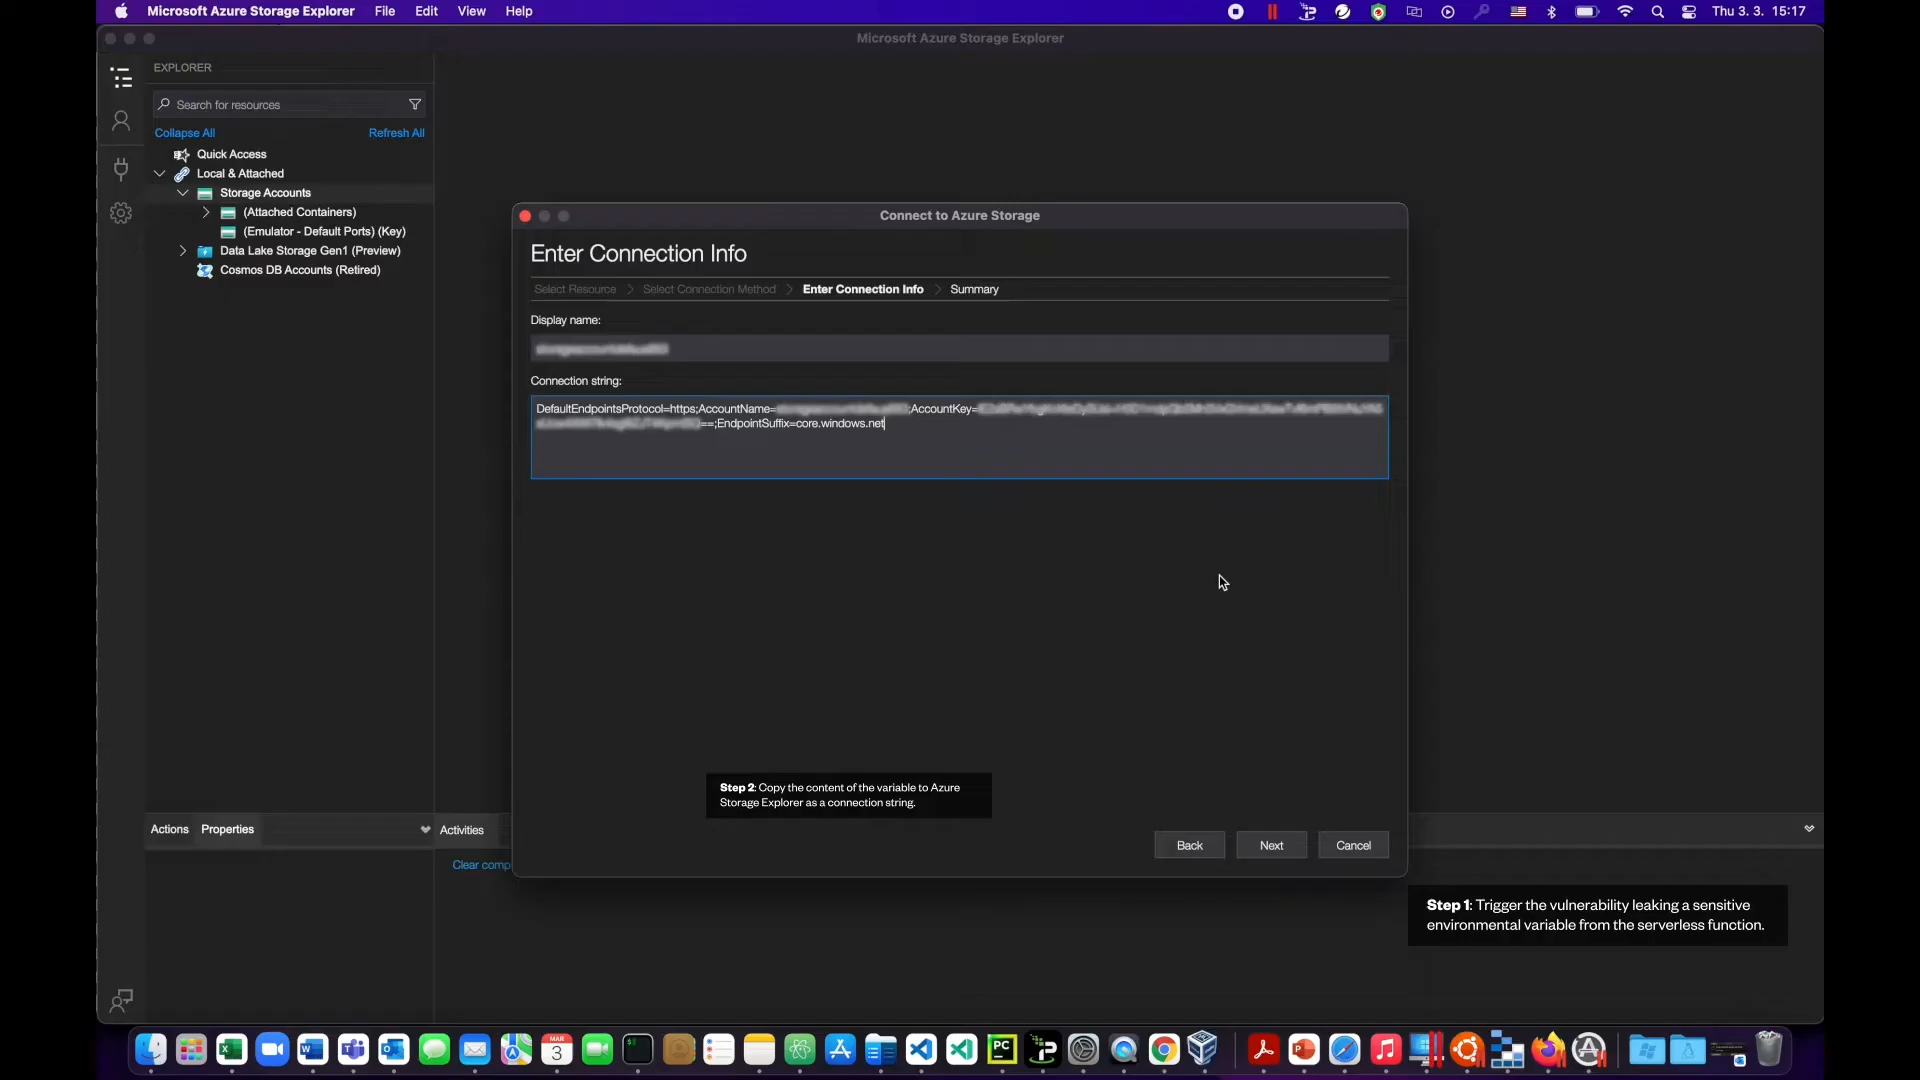 Microsoft Azure Storage Explorer File Edit View Help
Thu 3. 3. 15:17
Microsoft Azure Storage Explorer
EXPLORER
Search for resources
Collapse All
Refresh All
Quick Access
Local & Attached
Storage Accounts
(Attached Containers)
(Emulator - Default Ports) (Key)
Data Lake Storage Gen1 (Preview)
Cosmos DB Accounts (Retired)
Connect to Azure Storage
Enter Connection Info
Select Resource > Select Connection Method > Enter Connection Info > Summary
Display name:
Connection string:
DefaultEndpointsProtocol=https;AccountName= ;AccountKey=
==;EndpointSuffix=core.windows.net
Step 2: Copy the content of the variable to Azure
Storage Explorer as a connection string.
Back
Next
Cancel
Actions
Properties
Activities
Clear comp
Step 1: Trigger the vulnerability leaking a sensitive
environmental variable from the serverless function.
MAR
3
PC